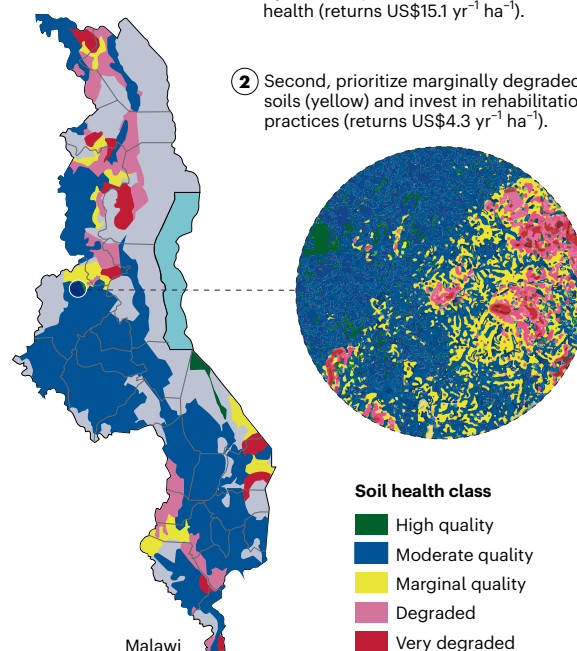 health (returns US$15.1 yr⁻¹ ha⁻¹).
2 Second, prioritize marginally degraded
soils (yellow) and invest in rehabilitation
practices (returns US$4.3 yr⁻¹ ha⁻¹).
Soil health class
High quality
Moderate quality
Marginal quality
Degraded
Very degraded
Malawi